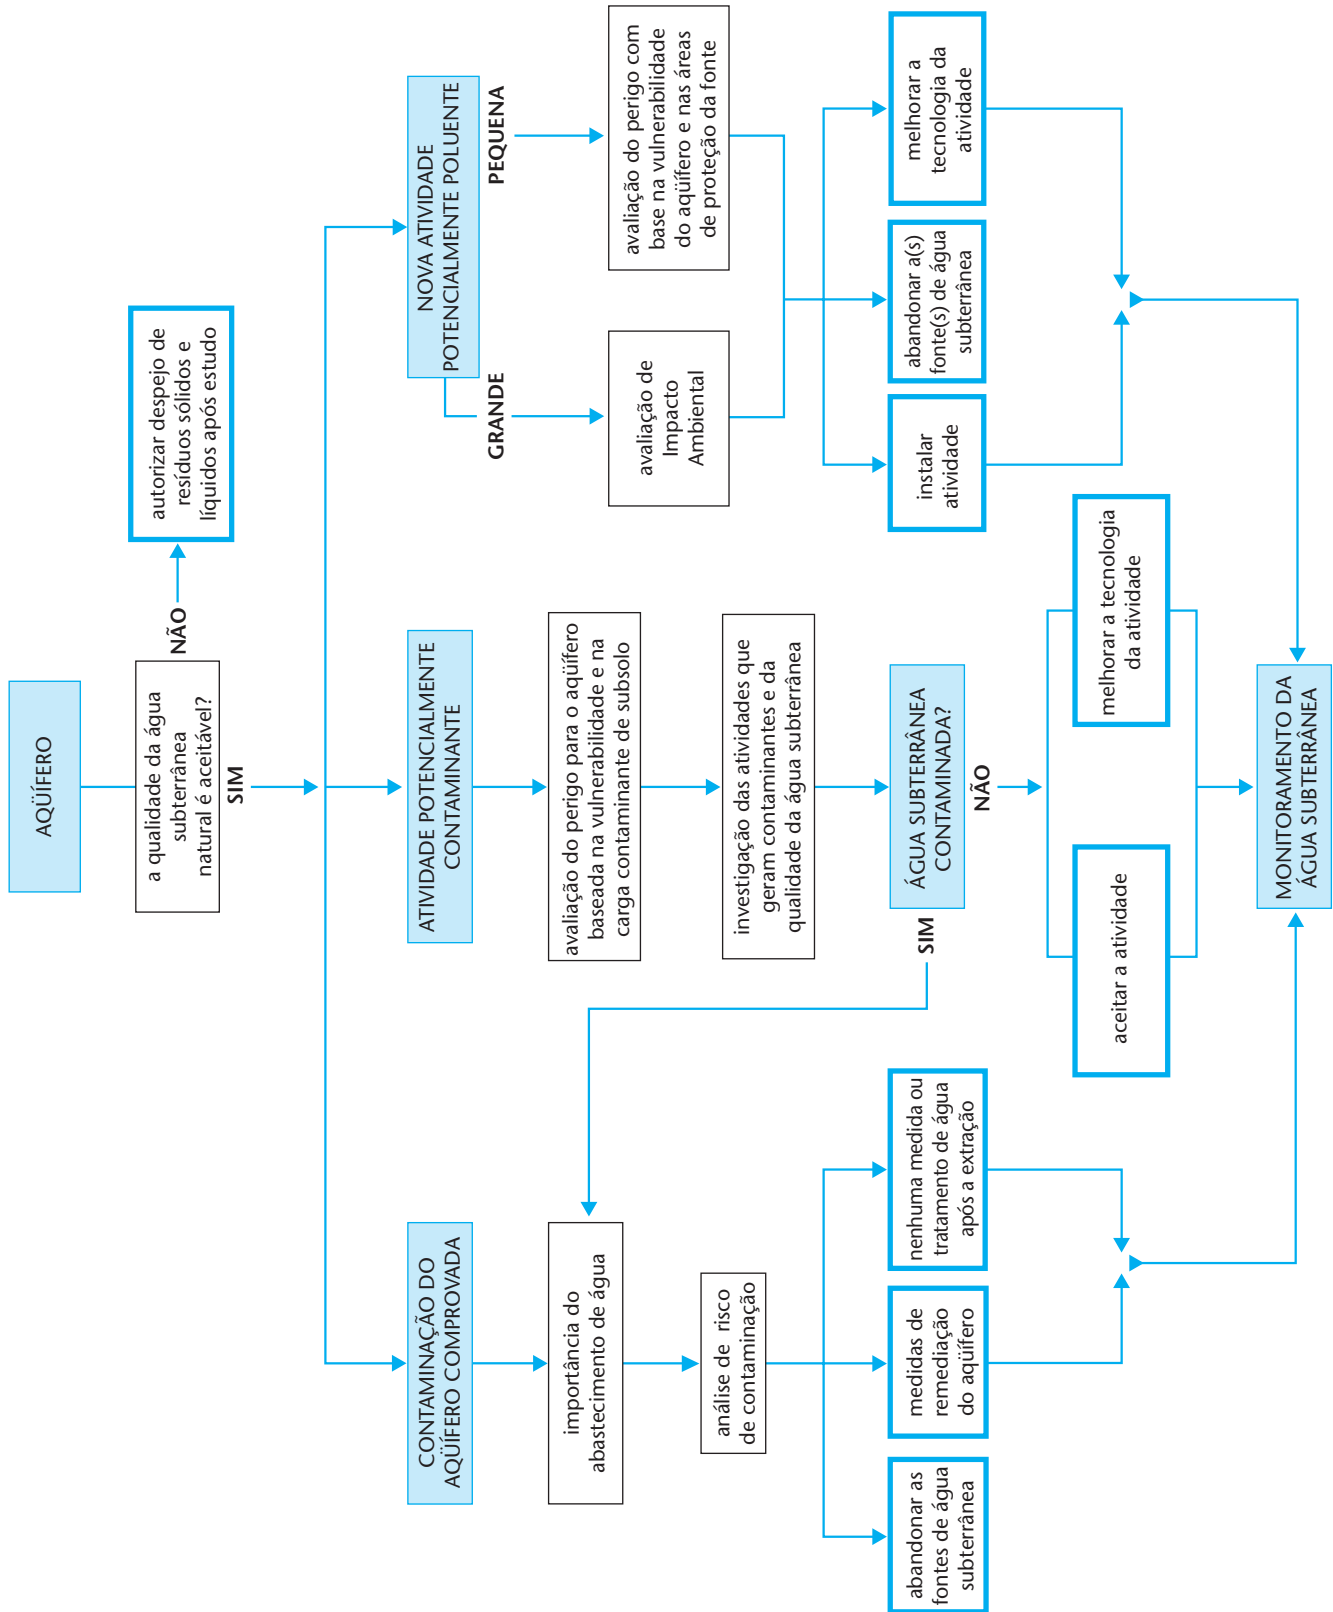 AQÜÍFERO
a qualidade da água
subterrânea
natural é aceitável?
NÃO
autorizar despejo de
resíduos sólidos e
líquidos após estudo
SIM
CONTAMINAÇÃO DO
AQÜÍFERO COMPROVADA
ATIVIDADE POTENCIALMENTE
CONTAMINANTE
NOVA ATIVIDADE
POTENCIALMENTE POLUENTE
GRANDE
PEQUENA
importância do
abastecimento de água
avaliação do perigo para o aqüífero
baseada na vulnerabilidade e na
carga contaminante de subsolo
avaliação de
Impacto
Ambiental
avaliação do perigo com
base na vulnerabilidade
do aqüífero e nas áreas
de proteção da fonte
análise de risco
de contaminação
investigação das atividades que
geram contaminantes e da
qualidade da água subterrânea
abandonar as
fontes de água
subterrânea
medidas de
remediação
do aqüífero
nenhuma medida ou
tratamento de água
após a extração
SIM
ÁGUA SUBTERRÂNEA
CONTAMINADA?
NÃO
instalar
atividade
abandonar a(s)
fonte(s) de água
subterrânea
melhorar a
tecnologia da
atividade
aceitar a atividade
melhorar a tecnologia
da atividade
MONITORAMENTO DA
ÁGUA SUBTERRÂNEA